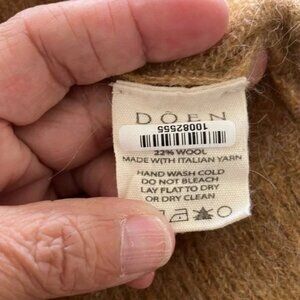 DÔEN
10082555
22% WOOL
MADE WITH ITALIAN YARN
HAND WASH COLD
DO NOT BLEACH
LAY FLAT TO DRY
OR DRY CLEAN